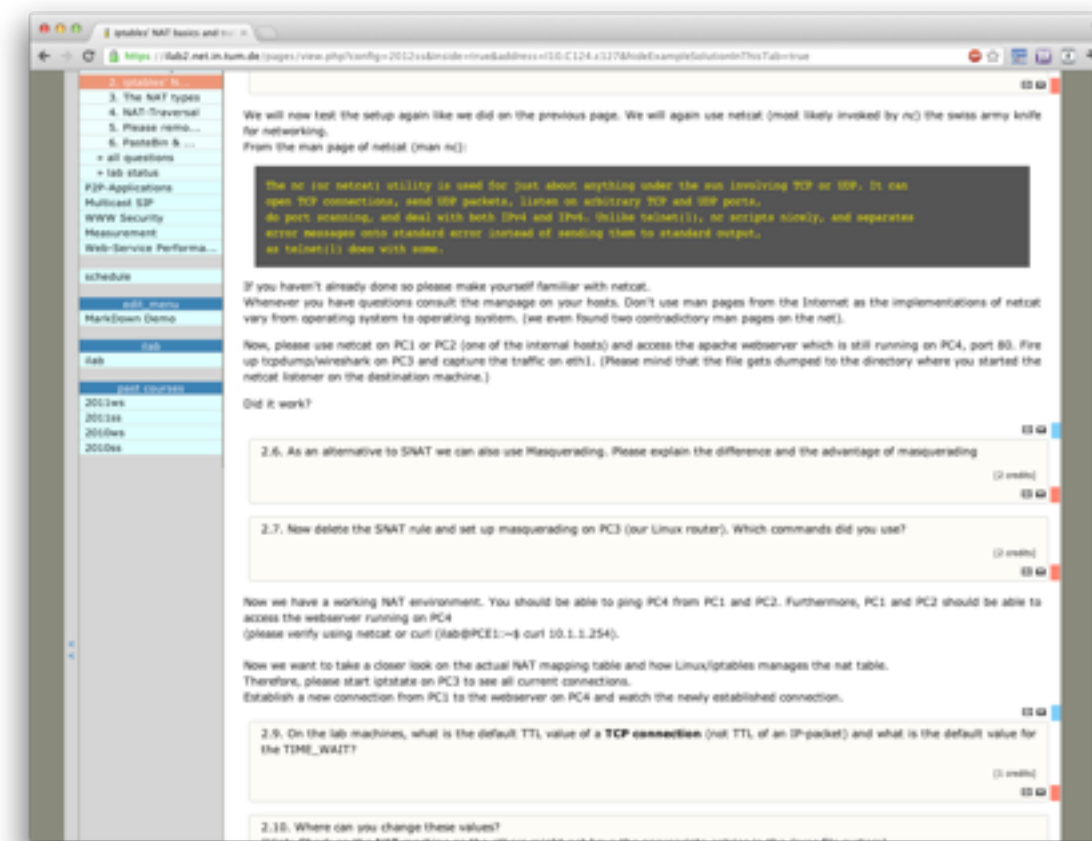 iptables' NAT basics and
https://ilab2.net.in.tum.de/pages/view.php?config=2012ss&inside=true&address=I10.C124.c127&hideExampleSolutionInThisTab=true
2. iptables' N...
3. The NAT types
4. NAT-Traversal
5. Please remo...
6. PasteBin & ...
» all questions
» lab status
P2P-Applications
Multicast SIP
WWW Security
Measurement
Web-Service Performa...
schedule
edit_menu
MarkDown Demo
ilab
ilab
past courses
2011ws
2011ss
2010ws
2010ss
We will now test the setup again like we did on the previous page. We will again use netcat (most likely invoked by nc) the swiss army knife
for networking.
From the man page of netcat (man nc):
The nc (or netcat) utility is used for just about anything under the sun involving TCP or UDP. It can
open TCP connections, send UDP packets, listen on arbitrary TCP and UDP ports,
do port scanning, and deal with both IPv4 and IPv6. Unlike telnet(1), nc scripts nicely, and separates
error messages onto standard error instead of sending them to standard output,
as telnet(1) does with some.
If you haven't already done so please make yourself familiar with netcat.
Whenever you have questions consult the manpage on your hosts. Don't use man pages from the Internet as the implementations of netcat
vary from operating system to operating system. (we even found two contradictory man pages on the net).
Now, please use netcat on PC1 or PC2 (one of the internal hosts) and access the apache webserver which is still running on PC4, port 80. Fire
up tcpdump/wireshark on PC3 and capture the traffic on eth1. (Please mind that the file gets dumped to the directory where you started the
netcat listener on the destination machine.)
Did it work?
2.6. As an alternative to SNAT we can also use Masquerading. Please explain the difference and the advantage of masquerading
[2 credits]
2.7. Now delete the SNAT rule and set up masquerading on PC3 (our Linux router). Which commands did you use?
[2 credits]
Now we have a working NAT environment. You should be able to ping PC4 from PC1 and PC2. Furthermore, PC1 and PC2 should be able to
access the webserver running on PC4
(please verify using netcat or curl (ilab@PCE1:~$ curl 10.1.1.254).
Now we want to take a closer look on the actual NAT mapping table and how Linux/iptables manages the nat table.
Therefore, please start iptstate on PC3 to see all current connections.
Establish a new connection from PC1 to the webserver on PC4 and watch the newly established connection.
2.9. On the lab machines, what is the default TTL value of a TCP connection (not TTL of an IP-packet) and what is the default value for
the TIME_WAIT?
[1 credits]
2.10. Where can you change these values?